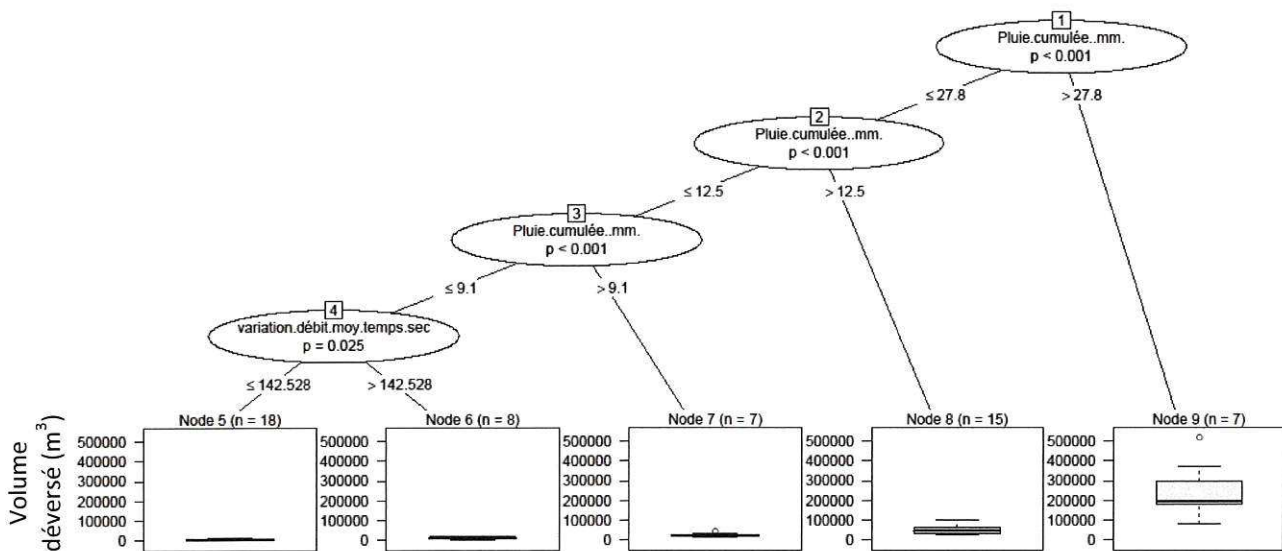 1
Pluie.cumulée..mm.
p < 0.001
≤ 27.8
> 27.8
2
Pluie.cumulée..mm.
p < 0.001
≤ 12.5
> 12.5
3
Pluie.cumulée..mm.
p < 0.001
≤ 9.1
> 9.1
4
variation.débit.moy.temps.sec
p = 0.025
≤ 142.528
> 142.528
Volume
déversé (m³)
Node 5 (n = 18)
500000
400000
300000
200000
100000
0
Node 6 (n = 8)
500000
400000
300000
200000
100000
0
Node 7 (n = 7)
500000
400000
300000
200000
100000
0
Node 8 (n = 15)
500000
400000
300000
200000
100000
0
Node 9 (n = 7)
500000
400000
300000
200000
100000
0